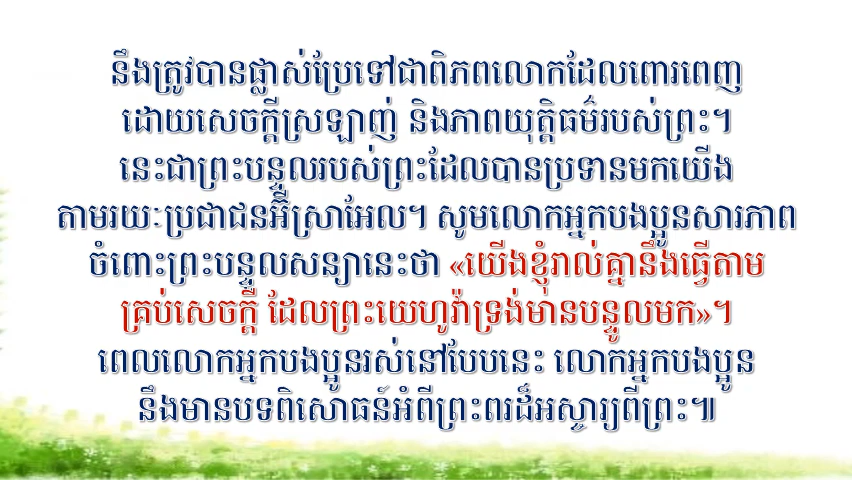 នឹងត្រូវបានផ្លាស់ប្រែទៅជាពិភពលោកដែលពោរពេញ
ដោយសេចក្ដីស្រឡាញ់ និងភាពយុត្តិធម៌របស់ព្រះ។
នេះជាព្រះបន្ទូលរបស់ព្រះដែលបានប្រទានមកយើង
តាមរយៈប្រជាជនអ៊ីស្រាអែល។ សូមលោកអ្នកបងប្អូនសារភាព
ចំពោះព្រះបន្ទូលសន្យានេះថា «យើងខ្ញុំរាល់គ្នានឹងធ្វើតាម
គ្រប់សេចក្ដី ដែលព្រះយេហូវ៉ាទ្រង់មានបន្ទូលមក»។
ពេលលោកអ្នកបងប្អូនរស់នៅបែបនេះ លោកអ្នកបងប្អូន
នឹងមានបទពិសោធន៍អំពីព្រះពរដ៏អស្ចារ្យពីព្រះ៕